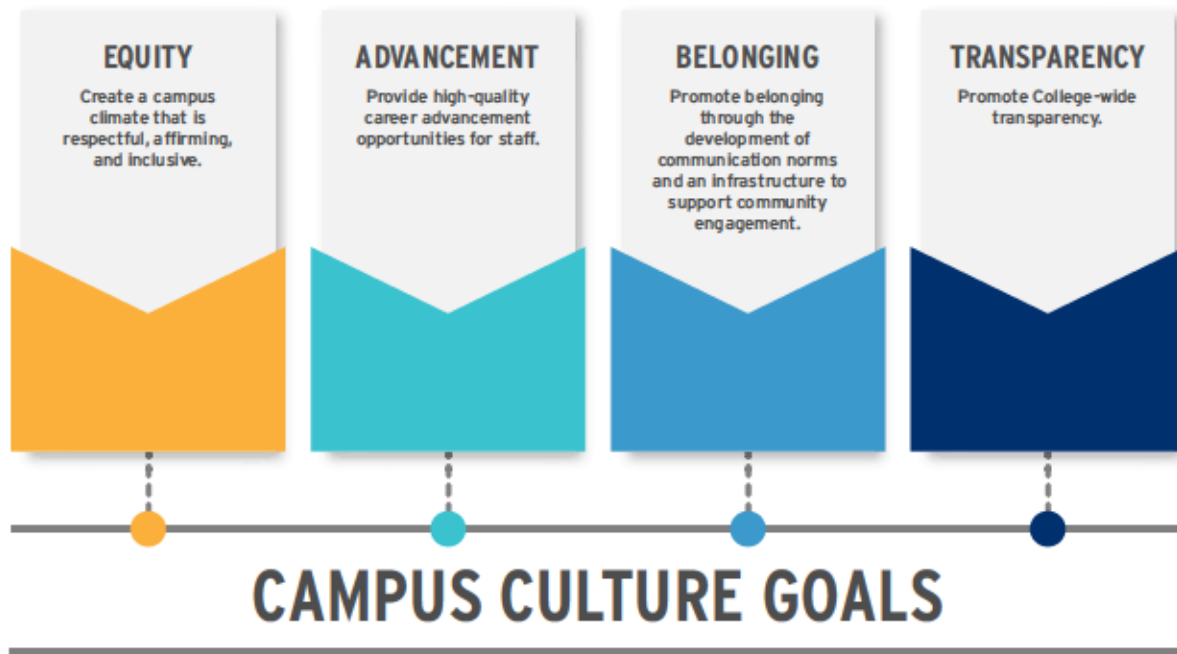 EQUITY
Create a campus
climate that is
respectful, affirming,
and inclusive.
ADVANCEMENT
Provide high-quality
career advancement
opportunities for staff.
BELONGING
Promote belonging
through the
development of
communication norms
and an infrastructure to
support community
engagement.
TRANSPARENCY
Promote College-wide
transparency.
CAMPUS CULTURE GOALS